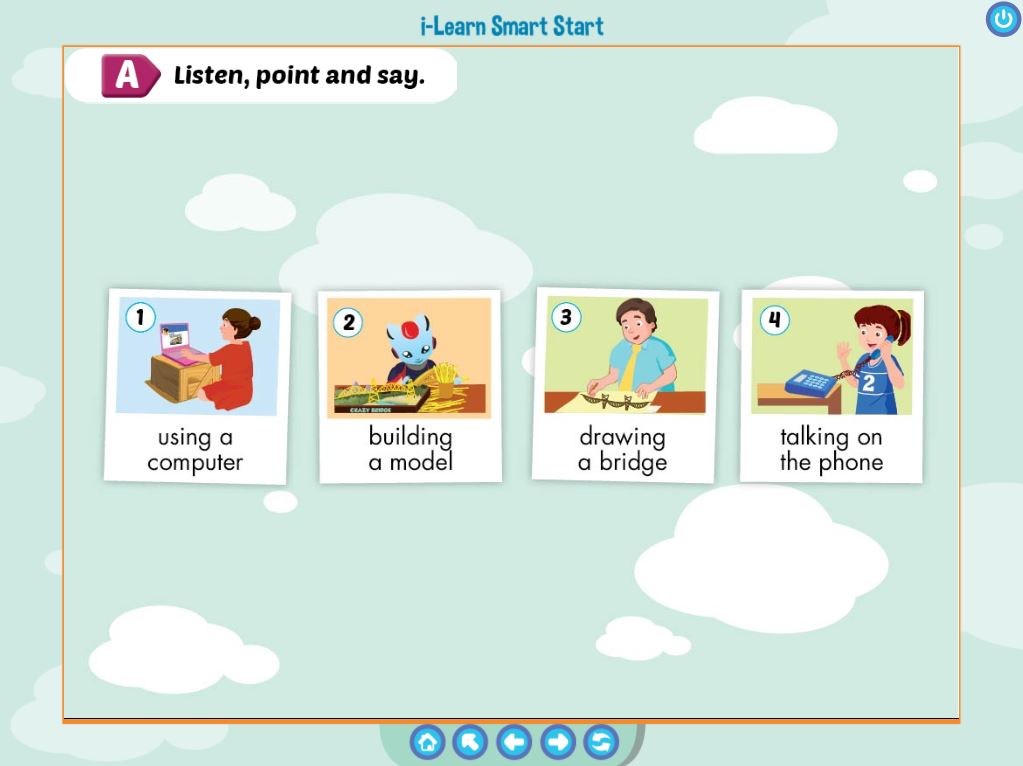 i-Learn Smart Start
A Listen, point and say.
1
using a
computer
2
CRAZY BRIDGE
building
a model
3
drawing
a bridge
4
2
talking on
the phone